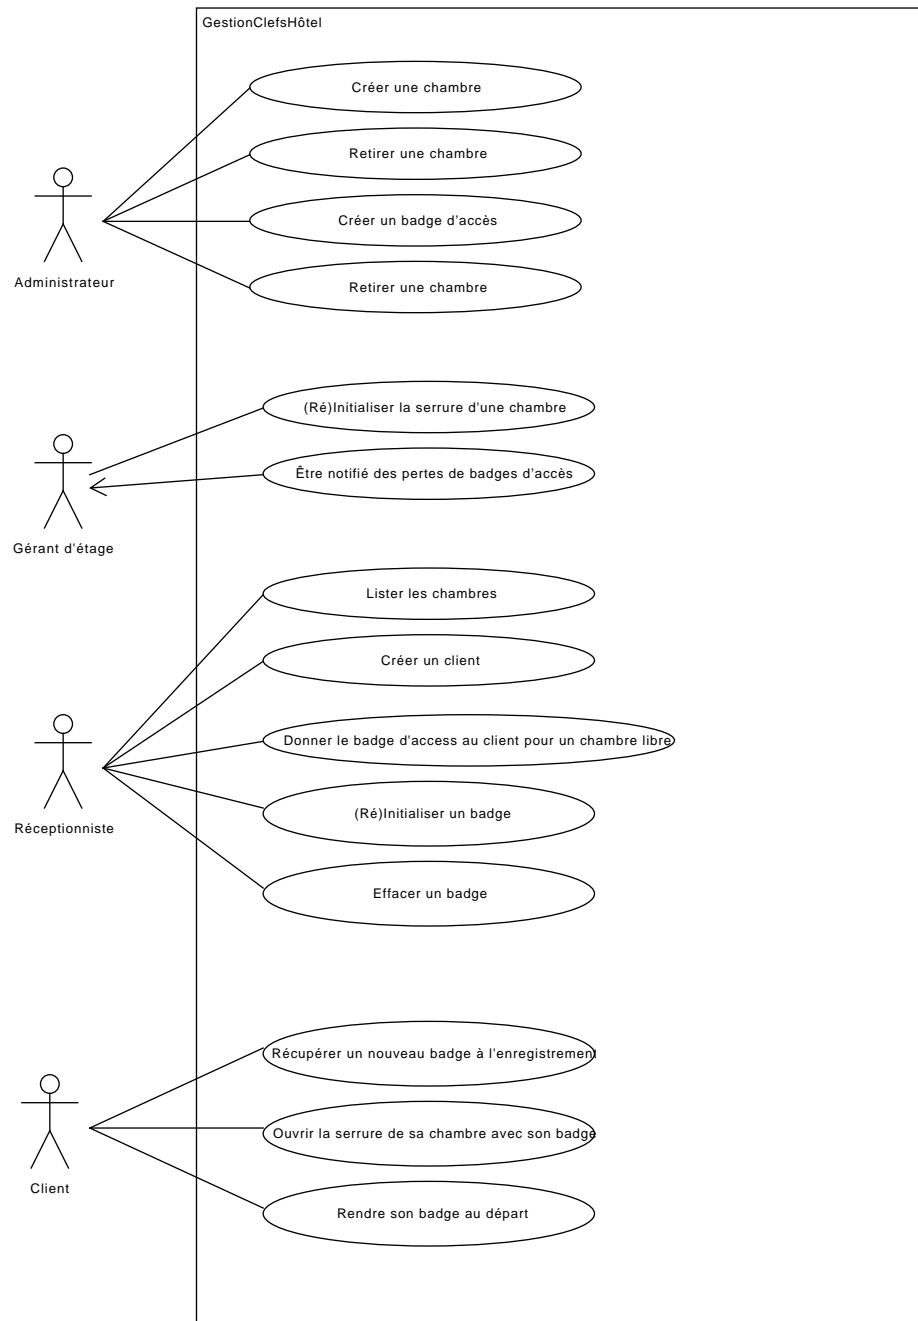 GestionClefsHôtel
Créer une chambre
Retirer une chambre
Créer un badge d'accès
Retirer une chambre
Administrateur
(Ré)Initialiser la serrure d'une chambre
Être notifié des pertes de badges d'accès
Gérant d'étage
Lister les chambres
Créer un client
Donner le badge d'access au client pour un chambre libre
(Ré)Initialiser un badge
Effacer un badge
Réceptionniste
Récupérer un nouveau badge à l'enregistrement
Ouvrir la serrure de sa chambre avec son badge
Rendre son badge au départ
Client